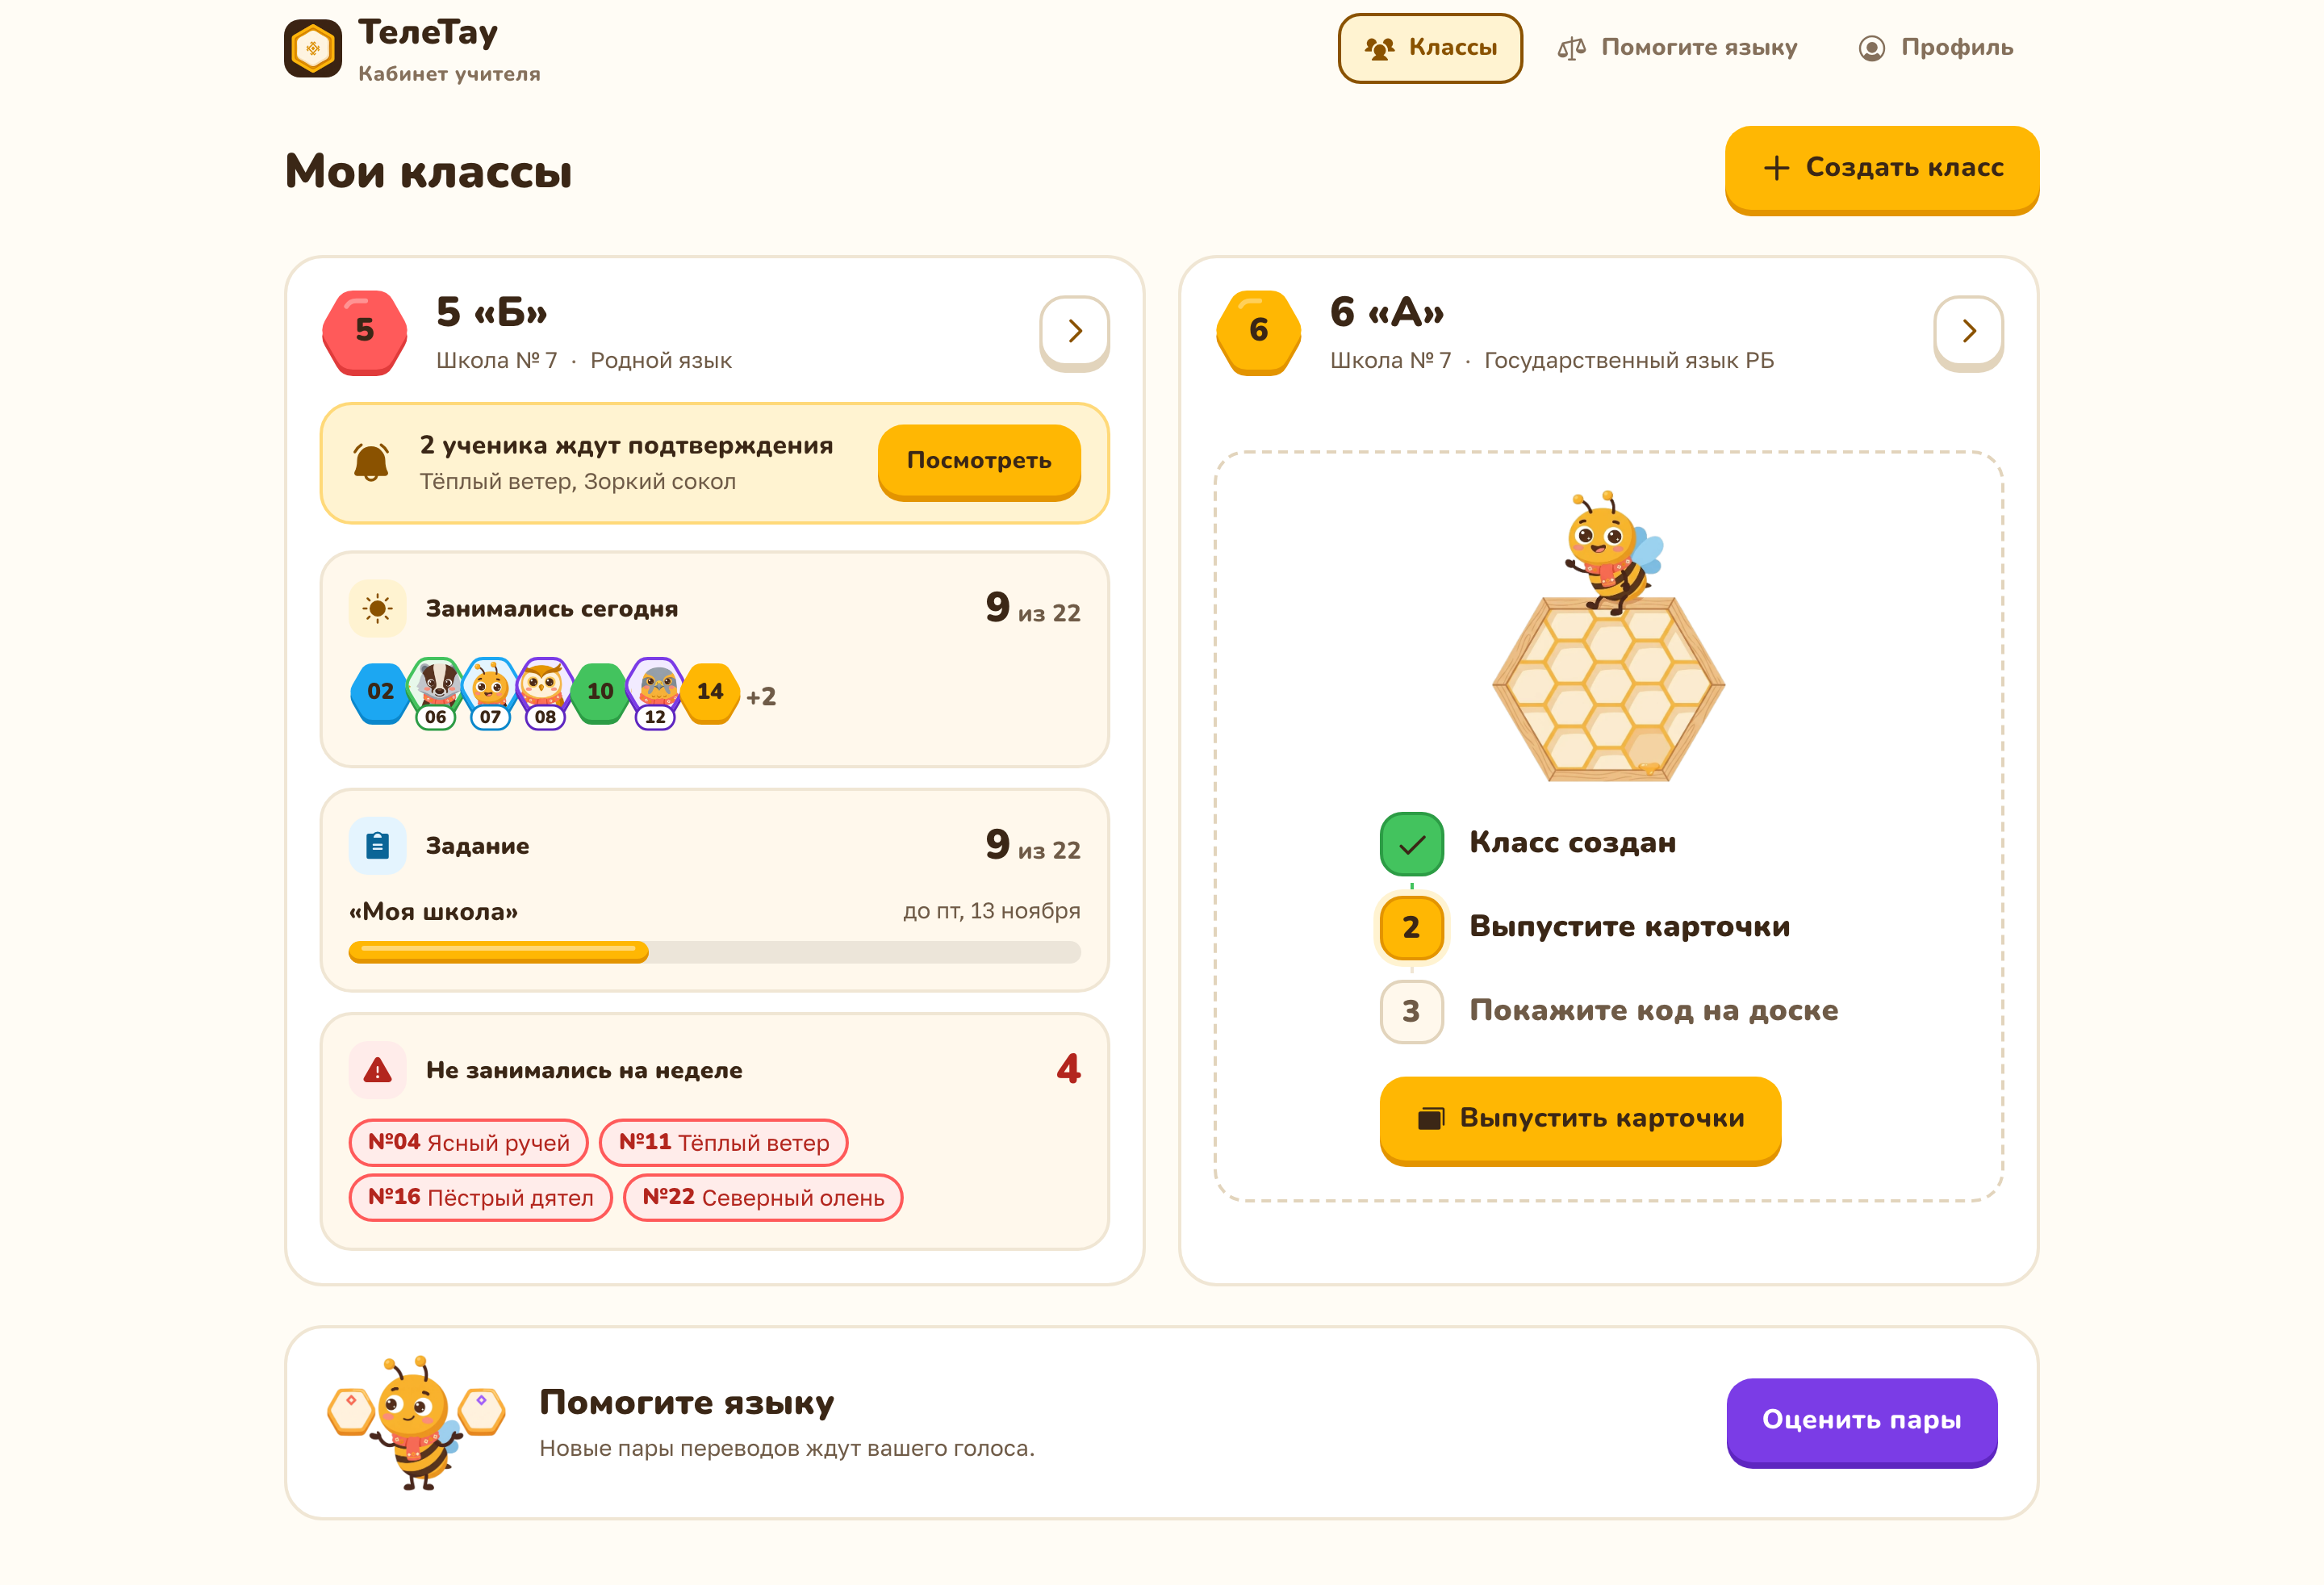 ТелеТау
Кабинет учителя
Классы
Помогите языку
Профиль
Мои классы
Создать класс
5
5 «Б»
Школа № 7 · Родной язык
2 ученика ждут подтверждения
Тёплый ветер, Зоркий сокол
Посмотреть
Занимались сегодня
9 из 22
02 06 07 08 10 12 14 +2
Задание
9 из 22
«Моя школа»
до пт, 13 ноября
Не занимались на неделе
4
№04 Ясный ручей
№11 Тёплый ветер
№16 Пёстрый дятел
№22 Северный олень
6
6 «А»
Школа № 7 · Государственный язык РБ
Класс создан
2 Выпустите карточки
3 Покажите код на доске
Выпустить карточки
Помогите языку
Новые пары переводов ждут вашего голоса.
Оценить пары